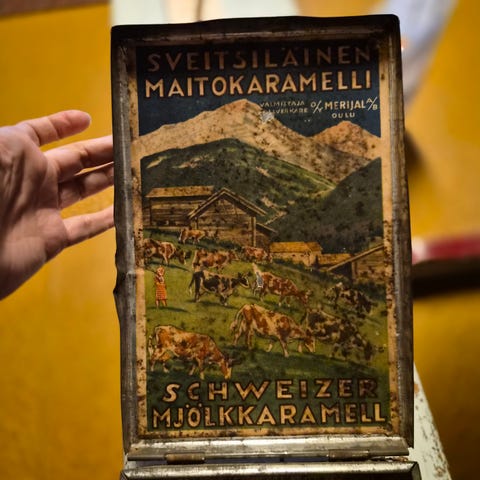 SVEITSILÄINEN
MAITOKARAMELLI
VALMISTAJA
TILLVERKARE O/Y MERIJAL A/B
OULU
SCHWEIZER
MJÖLKKARAMELL